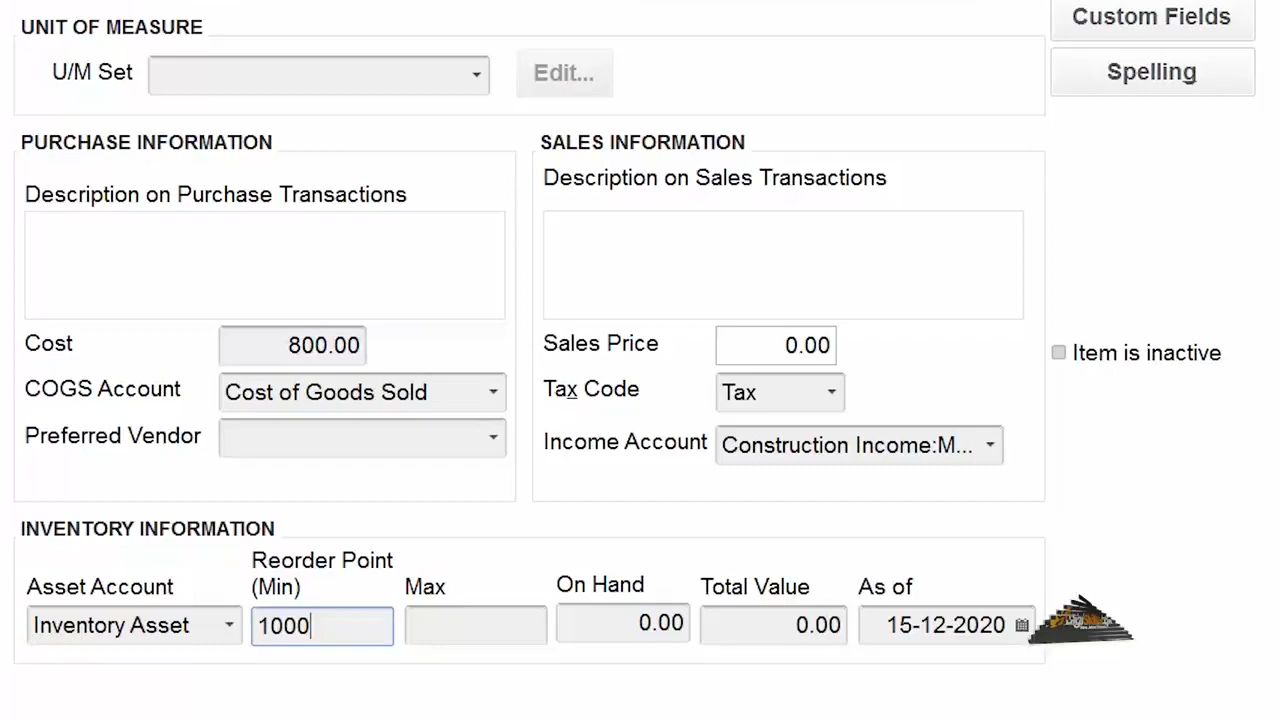 UNIT OF MEASURE
U/M Set
Edit...
Custom Fields
Spelling
PURCHASE INFORMATION
Description on Purchase Transactions
Cost 800.00
COGS Account Cost of Goods Sold
Preferred Vendor
SALES INFORMATION
Description on Sales Transactions
Sales Price 0.00
Tax Code Tax
Income Account Construction Income:M...
Item is inactive
INVENTORY INFORMATION
Asset Account Inventory Asset
Reorder Point
(Min) 1000
Max
On Hand 0.00
Total Value 0.00
As of 15-12-2020